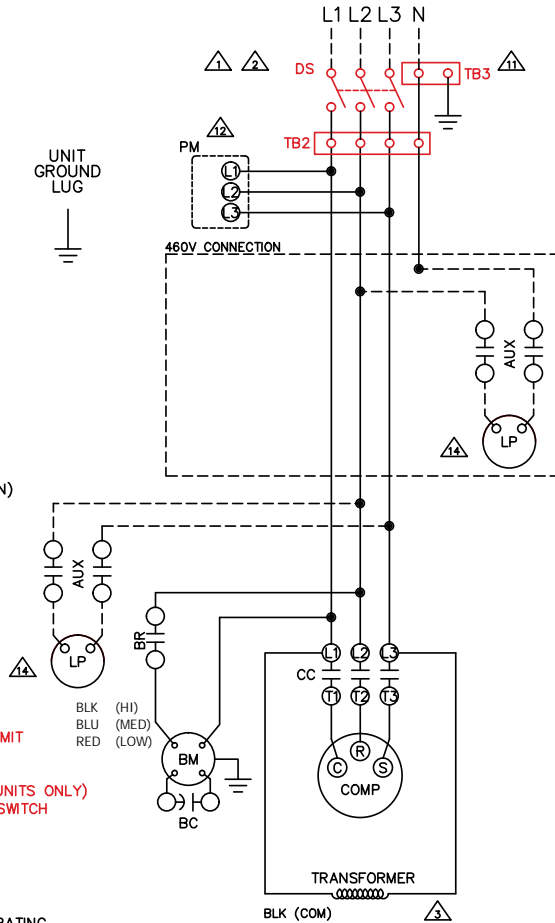 L1 L2 L3 N
1
2
DS
TB3
11
12
TB2
PM
L1
L2
L3
UNIT
GROUND
LUG
460V CONNECTION
AUX
LP
14
N)
AUX
LP
14
BR
BLK (HI)
BLU (MED)
RED (LOW)
MIT
UNITS ONLY)
SWITCH
BM
BC
L1 L2 L3
CC
T1 T2 T3
R
C
S
COMP
TRANSFORMER
BLK (COM)
3
RATING